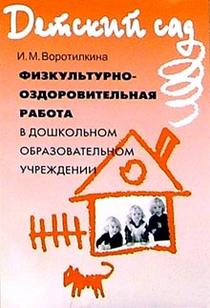 Детский сад
И. М. Воротилкина
ФИЗКУЛЬТУРНО-
ОЗДОРОВИТЕЛЬНАЯ
РАБОТА
В ДОШКОЛЬНОМ
ОБРАЗОВАТЕЛЬНОМ
УЧРЕЖДЕНИИ